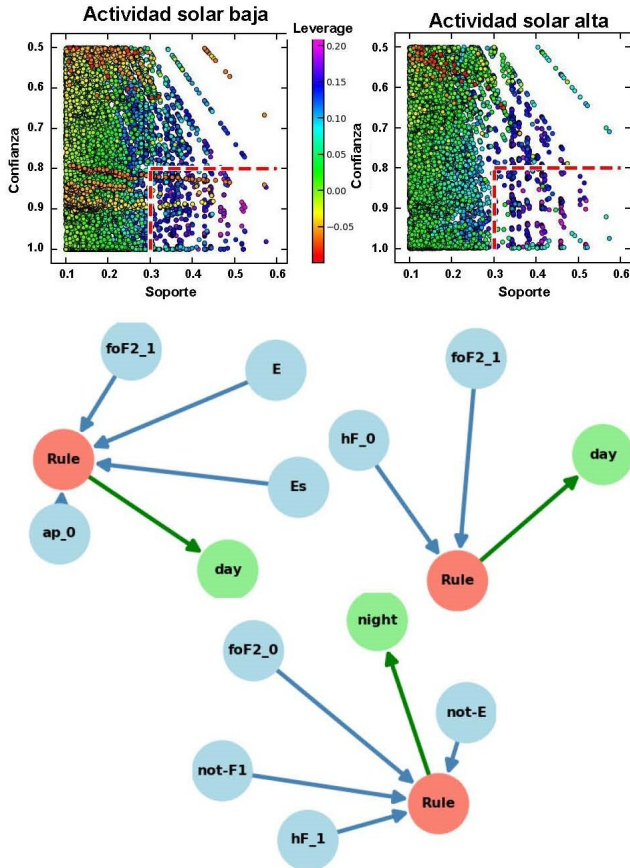 Actividad solar baja
Leverage
Actividad solar alta
0.5
0.6
0.7
0.8
0.9
1.0
Confianza
0.1 0.2 0.3 0.4 0.5 0.6
Soporte
0.20
0.15
0.10
0.05
0.00
−0.05
0.5
0.6
0.7
0.8
0.9
1.0
Confianza
0.1 0.2 0.3 0.4 0.5 0.6
Soporte
foF2_1
E
Rule
Es
ap_0
day
foF2_1
hF_0
day
Rule
night
foF2_0
not-E
not-F1
Rule
hF_1